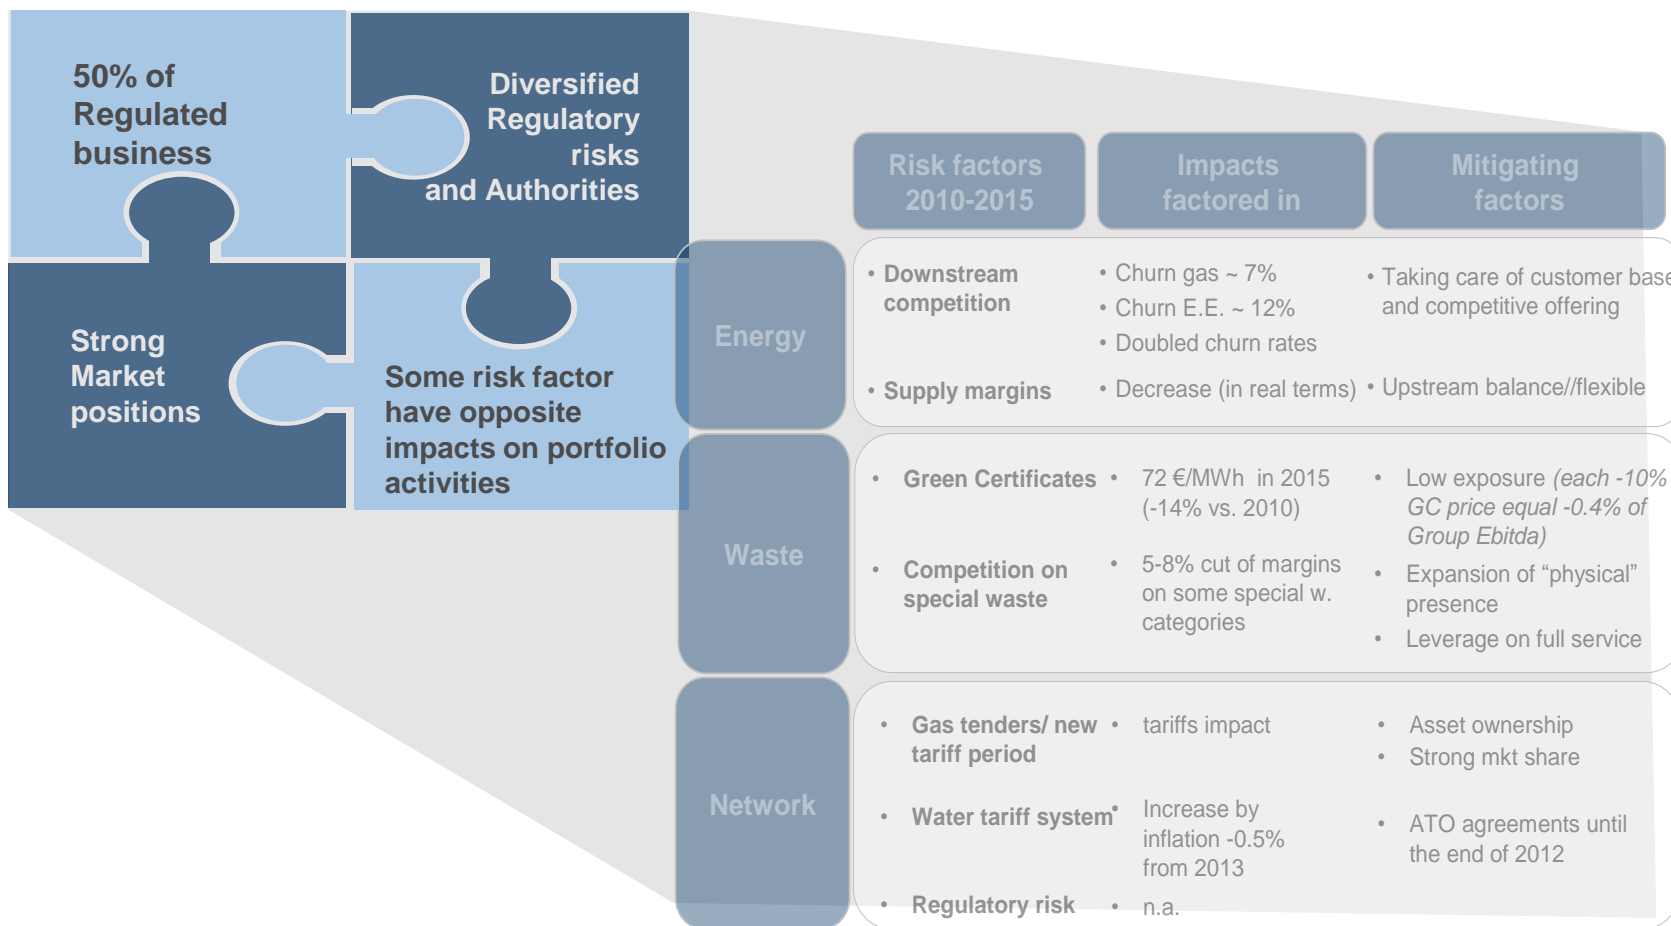 50% of
Regulated
business
Diversified
Regulatory
risks
and Authorities
Strong
Market
positions
Some risk factor
have opposite
impacts on portfolio
activities
Risk factors
2010-2015
Impacts
factored in
Mitigating
factors
Energy
• Downstream
competition
• Churn gas ~ 7%
• Churn E.E. ~ 12%
• Doubled churn rates
• Taking care of customer base
and competitive offering
• Supply margins
• Decrease (in real terms)
• Upstream balance//flexible
Waste
• Green Certificates
• 72 €/MWh in 2015
(-14% vs. 2010)
• Low exposure (each -10%
GC price equal -0.4% of
Group Ebitda)
• Competition on
special waste
• 5-8% cut of margins
on some special w.
categories
• Expansion of “physical”
presence
• Leverage on full service
Network
• Gas tenders/ new
tariff period
• tariffs impact
• Asset ownership
• Strong mkt share
• Water tariff system
• Increase by
inflation -0.5%
from 2013
• ATO agreements until
the end of 2012
• Regulatory risk
• n.a.